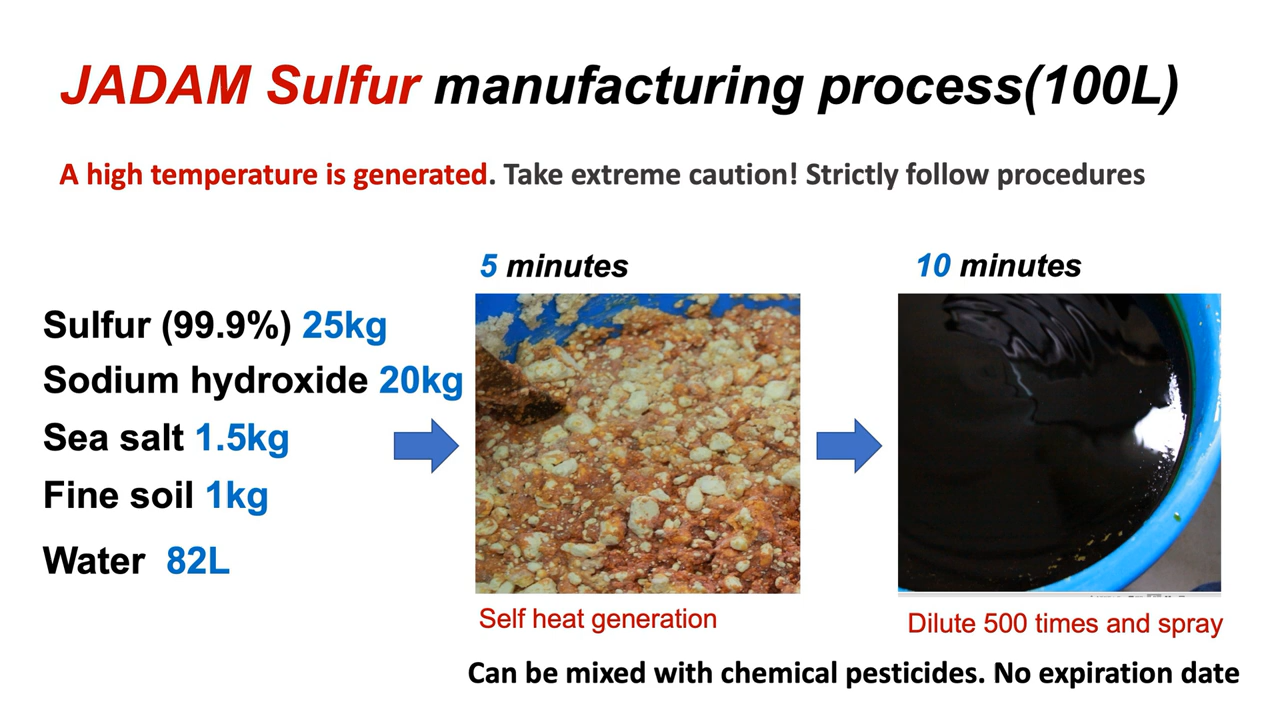 JADAM Sulfur manufacturing process(100L)
A high temperature is generated. Take extreme caution! Strictly follow procedures
Sulfur (99.9%) 25kg
Sodium hydroxide 20kg
Sea salt 1.5kg
Fine soil 1kg
Water 82L
5 minutes
Self heat generation
10 minutes
Dilute 500 times and spray
Can be mixed with chemical pesticides. No expiration date